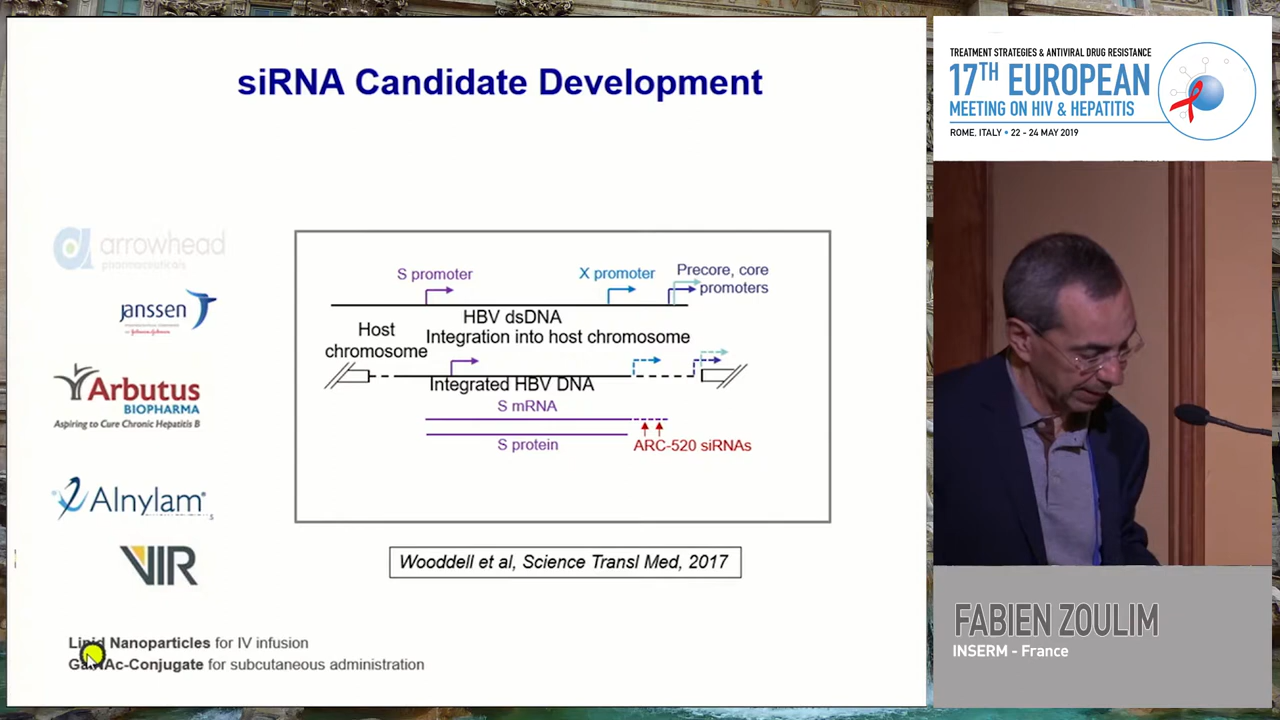 siRNA Candidate Development
arrowhead
pharmaceuticals
janssen
Arbutus
BIOPHARMA
Aspiring to Cure Chronic Hepatitis B
Alnylam
VIR
S promoter
X promoter
Precore, core
promoters
HBV dsDNA
Host
chromosome
Integration into host chromosome
Integrated HBV DNA
S mRNA
S protein
ARC-520 siRNAs
Wooddell et al, Science Transl Med, 2017
Lipid Nanoparticles for IV infusion
GalNAc-Conjugate for subcutaneous administration
TREATMENT STRATEGIES & ANTIVIRAL DRUG RESISTANCE
17TH EUROPEAN
MEETING ON HIV & HEPATITIS
ROME, ITALY • 22 - 24 MAY 2019
FABIEN ZOULIM
INSERM - France